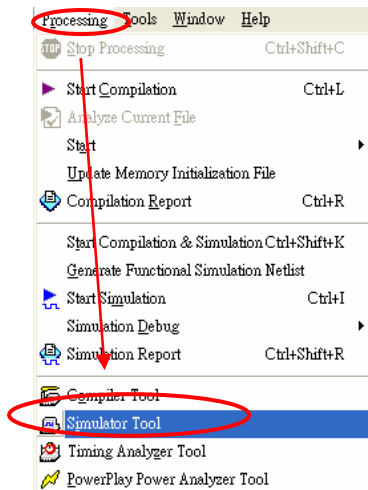 Processing Tools Window Help
STOP Stop Processing Ctrl+Shift+C
Start Compilation Ctrl+L
Analyze Current File
Start
Update Memory Initialization File
Compilation Report Ctrl+R
Start Compilation & Simulation Ctrl+Shift+K
Generate Functional Simulation Netlist
Start Simulation Ctrl+I
Simulation Debug
Simulation Report Ctrl+Shift+R
Compiler Tool
Simulator Tool
Timing Analyzer Tool
PowerPlay Power Analyzer Tool